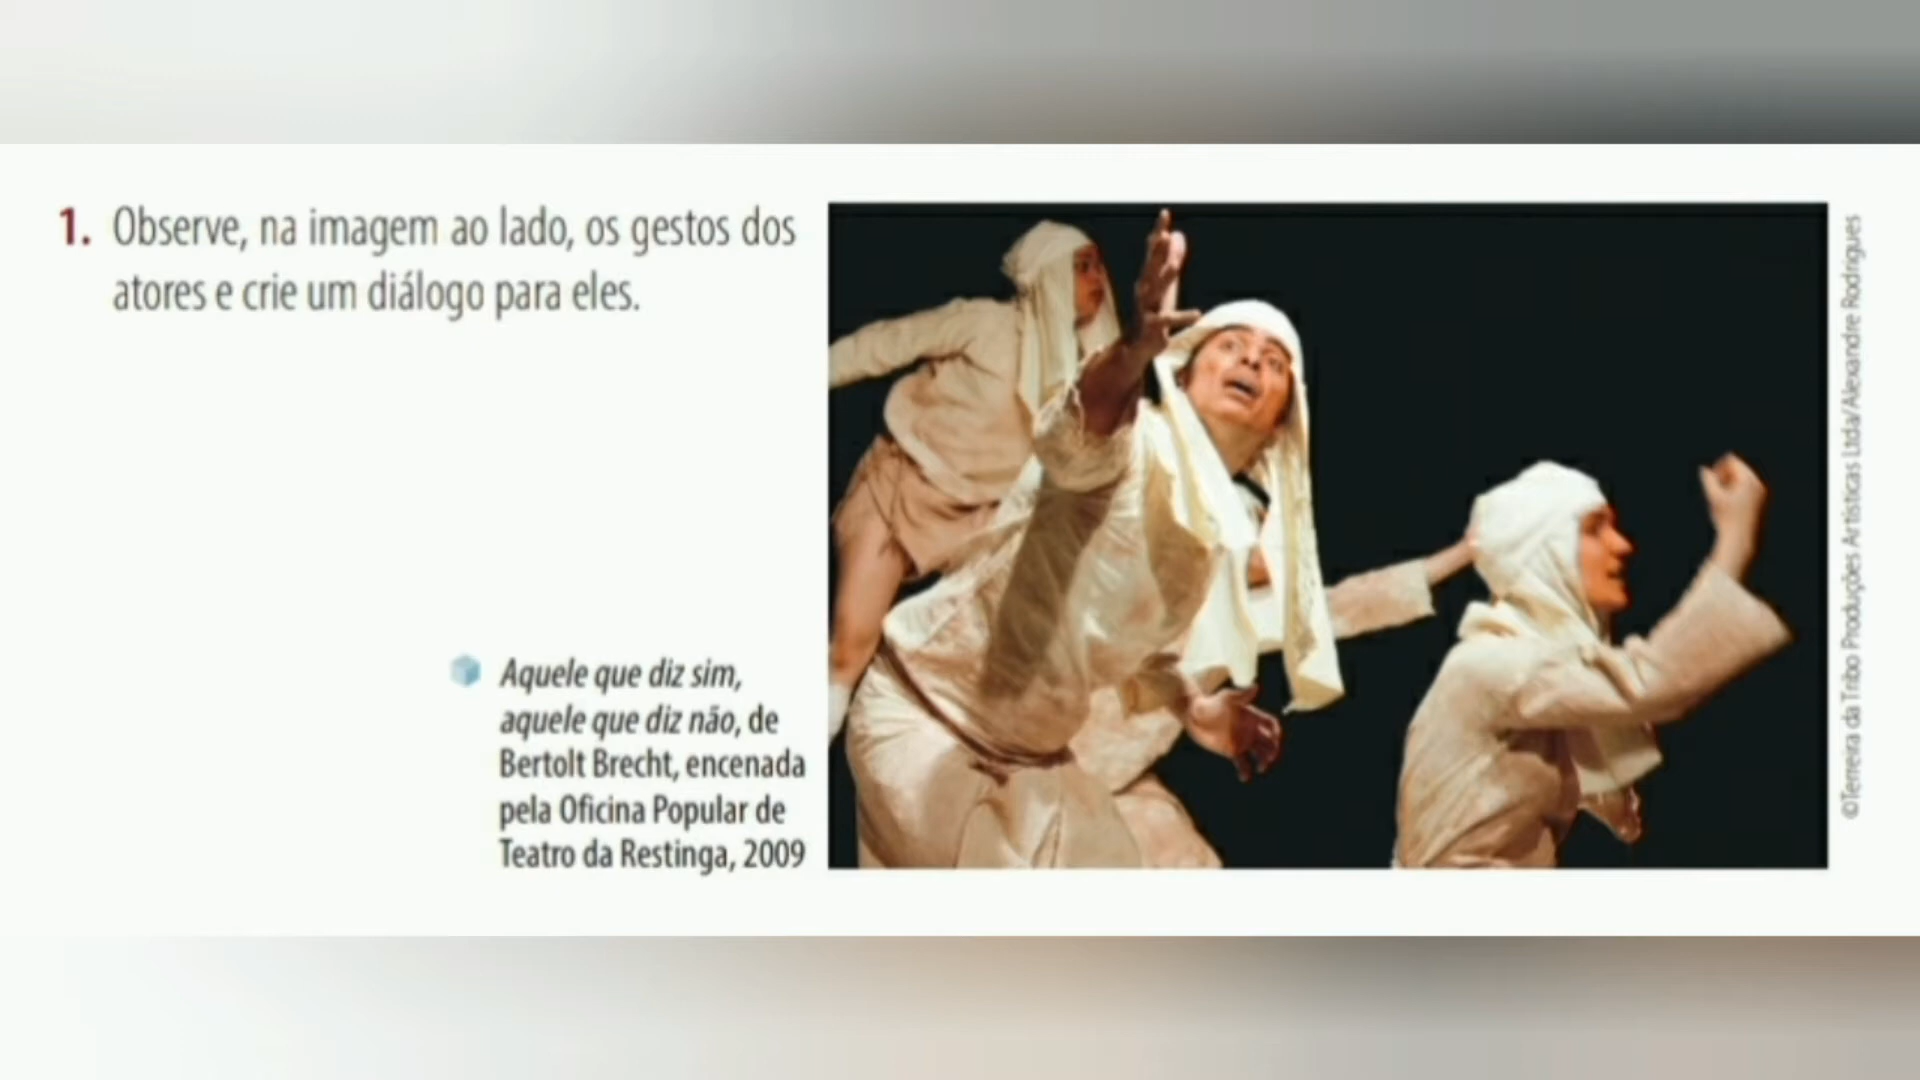 1. Observe, na imagem ao lado, os gestos dos
atores e crie um diálogo para eles.
Aquele que diz sim,
aquele que diz não, de
Bertolt Brecht, encenada
pela Oficina Popular de
Teatro da Restinga, 2009
©Terreira da Tribo Produções Artísticas Ltda/Alexandre Rodrigues